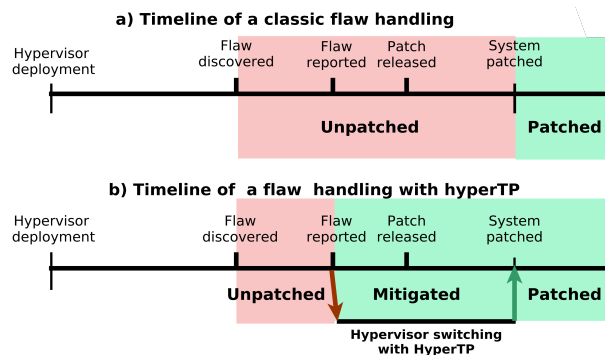 a) Timeline of a classic flaw handling
Hypervisor
deployment
Flaw
discovered
Flaw
reported
Patch
released
System
patched
Unpatched
Patched
b) Timeline of a flaw handling with hyperTP
Hypervisor
deployment
Flaw
discovered
Flaw
reported
Patch
released
System
patched
Unpatched
Mitigated
Patched
Hypervisor switching
with HyperTP